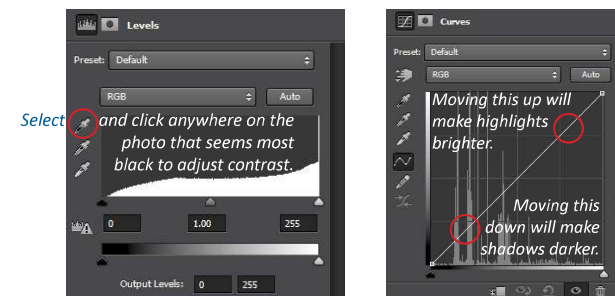 Levels
Preset: Default
RGB Auto
Select and click anywhere on the
photo that seems most
black to adjust contrast.
0 1.00 255
Output Levels: 0 255
Curves
Preset: Default
RGB Auto
Moving this up will
make highlights
brighter.
Moving this
down will make
shadows darker.